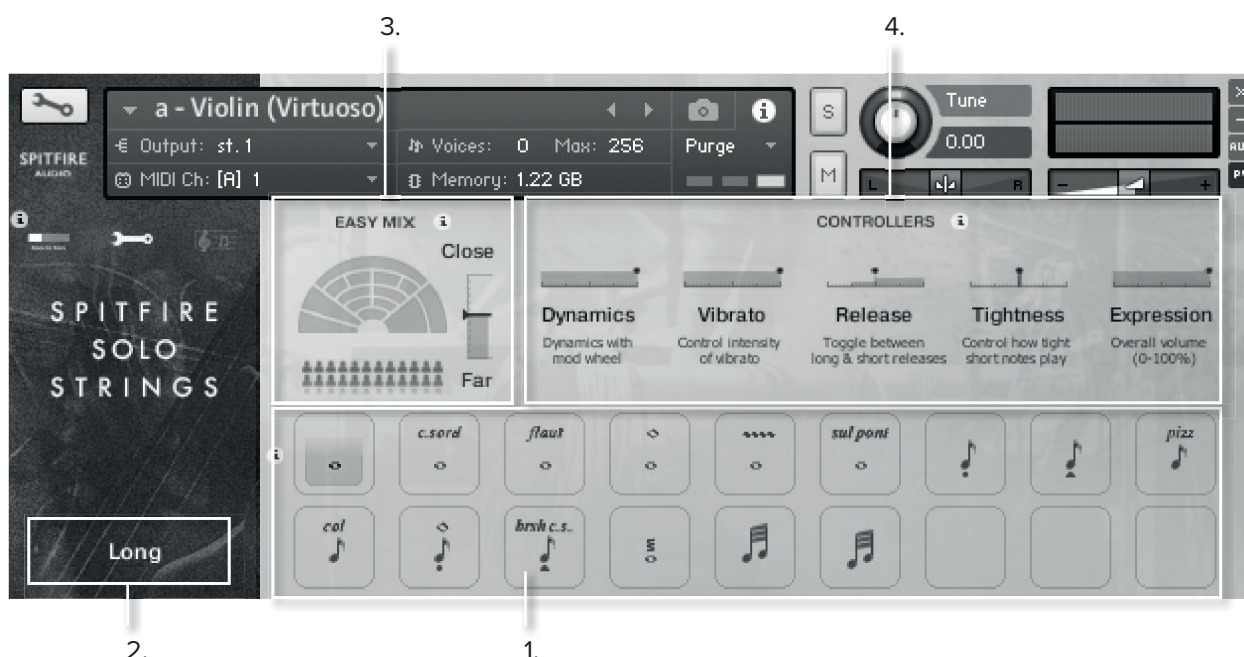 3.
4.
a - Violin (Virtuoso)
Output: st. 1
Voices: 0 Max: 256
Purge
MIDI Ch: [A] 1
Memory: 1.22 GB
S
M
Tune
0.00
L
R
-
+
×
-
AU
PV
SPITFIRE
AUDIO
SPITFIRE
SOLO
STRINGS
Long
EASY MIX i
Close
Far
CONTROLLERS i
Dynamics
Dynamics with
mod wheel
Vibrato
Control intensity
of vibrato
Release
Toggle between
long & short releases
Tightness
Control how tight
short notes play
Expression
Overall volume
(0-100%)
c.sord
flaut
sul pont
pizz
col
brsh c.s.
2.
1.